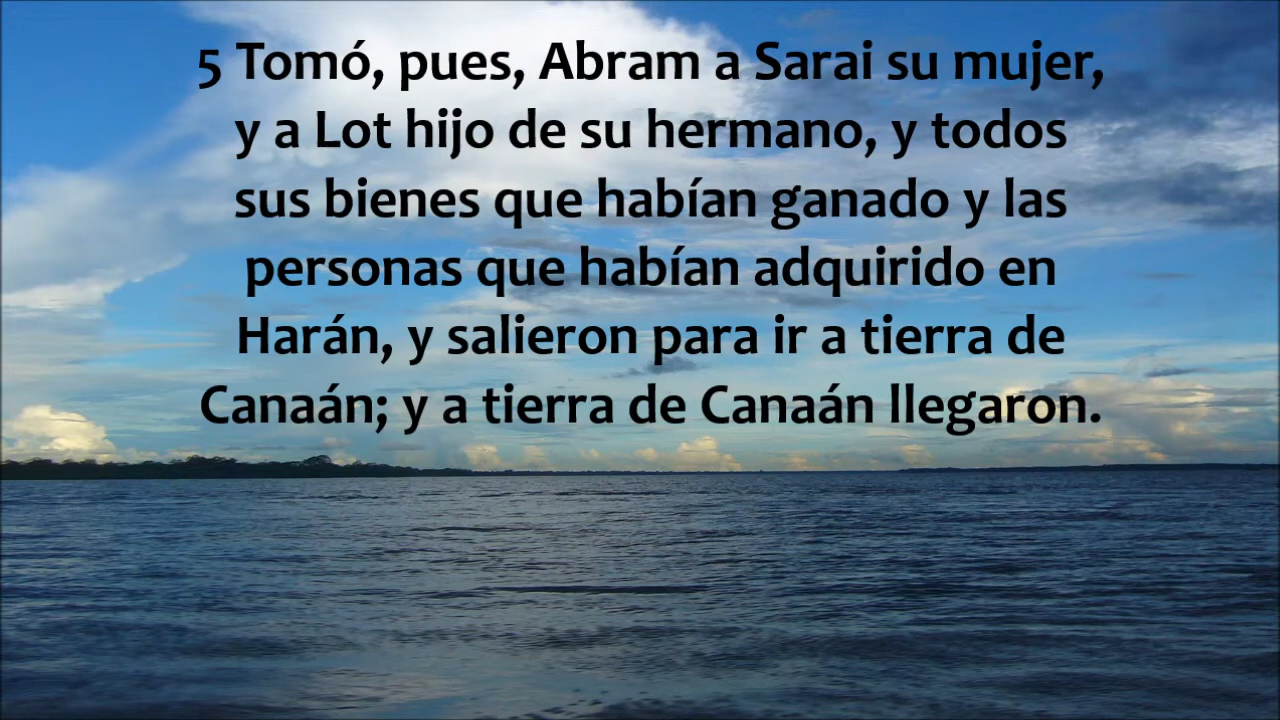 5 Tomó, pues, Abram a Sarai su mujer,
y a Lot hijo de su hermano, y todos
sus bienes que habían ganado y las
personas que habían adquirido en
Harán, y salieron para ir a tierra de
Canaán; y a tierra de Canaán llegaron.